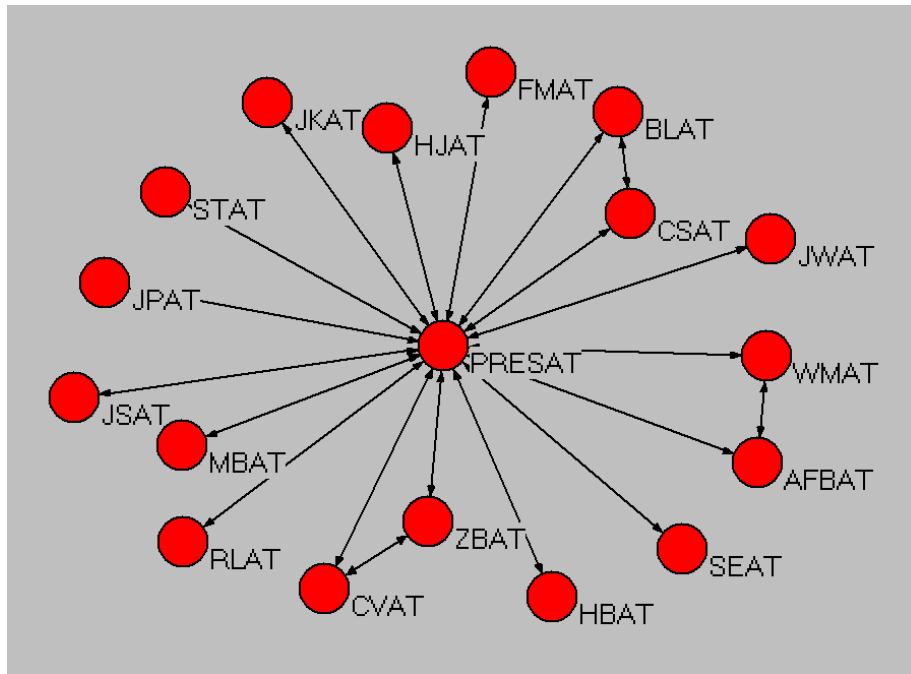 FMAT
JKAT
BLAT
HJAT
STAT
CSAT
JWAT
JPAT
PRESAT
WMAT
JSAT
MBAT
AFBAT
ZBAT
RLAT
SEAT
CVAT
HBAT